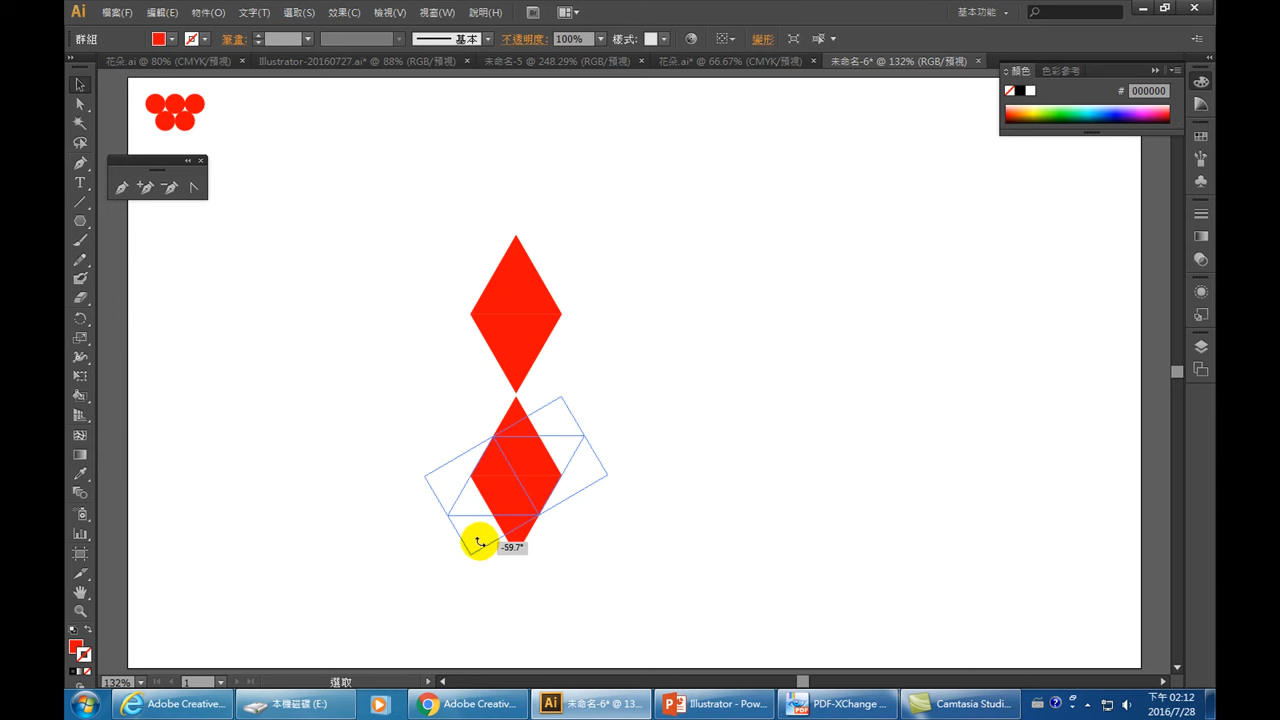 Ai 檔案(F) 編輯(E) 物件(O) 文字(T) 選取(S) 效果(C) 檢視(V) 視窗(W) 說明(H) Br 基本功能
群組 筆畫: 基本 不透明度: 100% 樣式: 變形
花朵.ai @ 80% (CMYK/預視) × Illustrator-20160727.ai* @ 88% (RGB/預視) × 未命名-5 @ 248.29% (RGB/預視) × 花朵.ai* @ 66.67% (CMYK/預視) × 未命名-6* @ 132% (RGB/預視) ×
顏色 色彩參考
# 000000
-59.7°
132% 1 選取
Adobe Creative... 本機磁碟 (E:) Adobe Creative... Ai 未命名-6* @ 13... Illustrator - Pow... PDF-XChange ... Camtasia Studi... 下午 02:12
2016/7/28